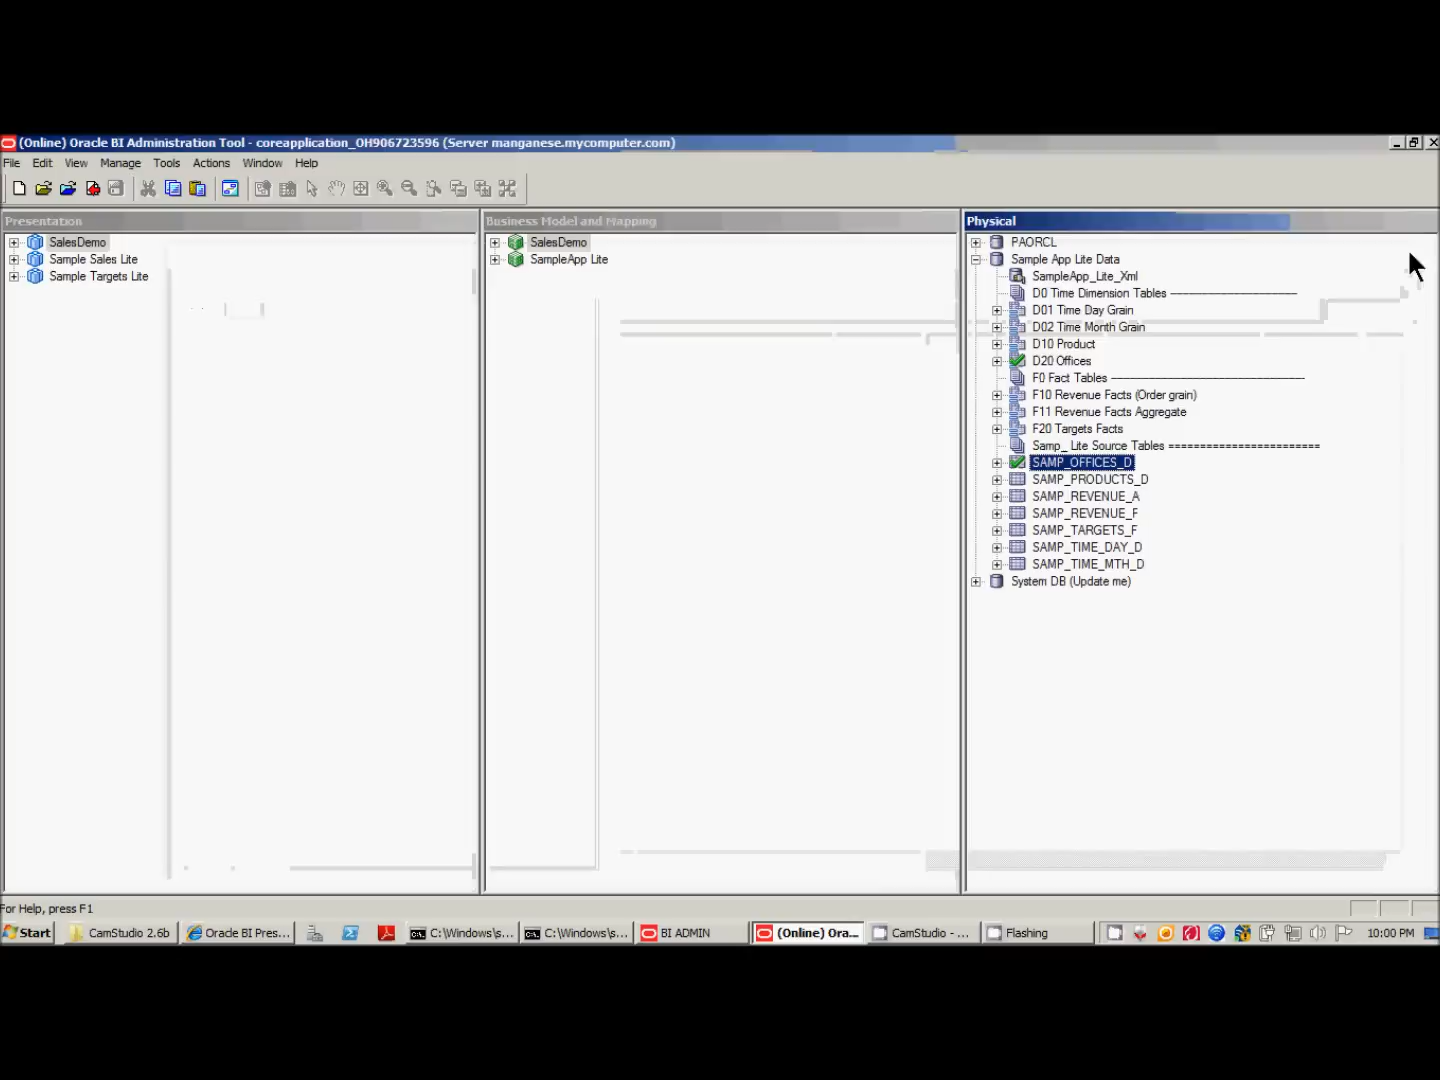 (Online) Oracle BI Administration Tool - coreapplication_OH906723596 (Server manganese.mycomputer.com)
File Edit View Manage Tools Actions Window Help
Presentation
SalesDemo
Sample Sales Lite
Sample Targets Lite
Business Model and Mapping
SalesDemo
SampleApp Lite
Physical
PAORCL
Sample App Lite Data
SampleApp_Lite_Xml
D0 Time Dimension Tables --------------------
D01 Time Day Grain
D02 Time Month Grain
D10 Product
D20 Offices
F0 Fact Tables ------------------------------
F10 Revenue Facts (Order grain)
F11 Revenue Facts Aggregate
F20 Targets Facts
Samp_ Lite Source Tables ========================
SAMP_OFFICES_D
SAMP_PRODUCTS_D
SAMP_REVENUE_A
SAMP_REVENUE_F
SAMP_TARGETS_F
SAMP_TIME_DAY_D
SAMP_TIME_MTH_D
System DB (Update me)
For Help, press F1
Start CamStudio 2.6b Oracle BI Pres... C:\Windows\s... C:\Windows\s... BI ADMIN (Online) Ora... CamStudio - ... Flashing 10:00 PM